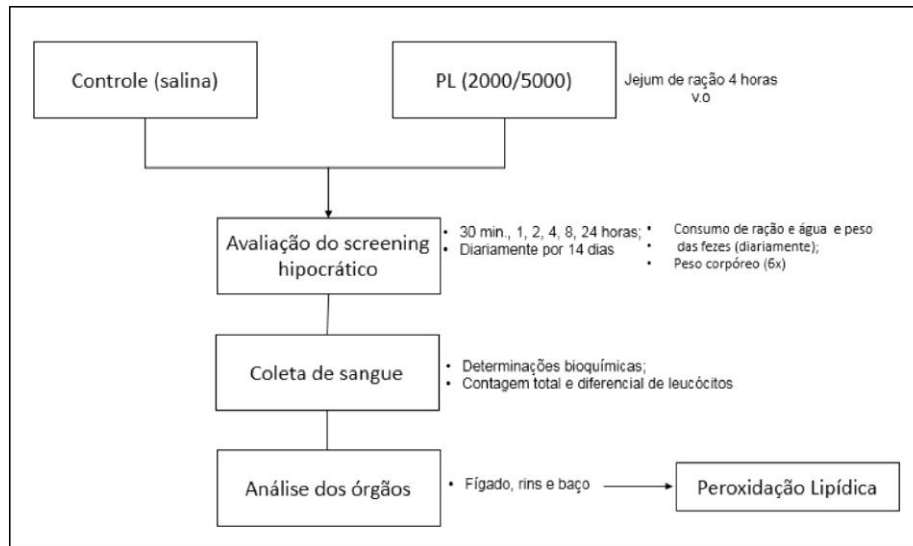 Controle (salina)
PL (2000/5000)
Jejum de ração 4 horas
v.o
Avaliação do screening
hipocrático
• 30 min., 1, 2, 4, 8, 24 horas;
• Diariamente por 14 dias
• Consumo de ração e água e peso
• das fezes (diariamente);
• Peso corpóreo (6x)
Coleta de sangue
• Determinações bioquímicas;
• Contagem total e diferencial de leucócitos
Análise dos órgãos
• Fígado, rins e baço
Peroxidação Lipídica